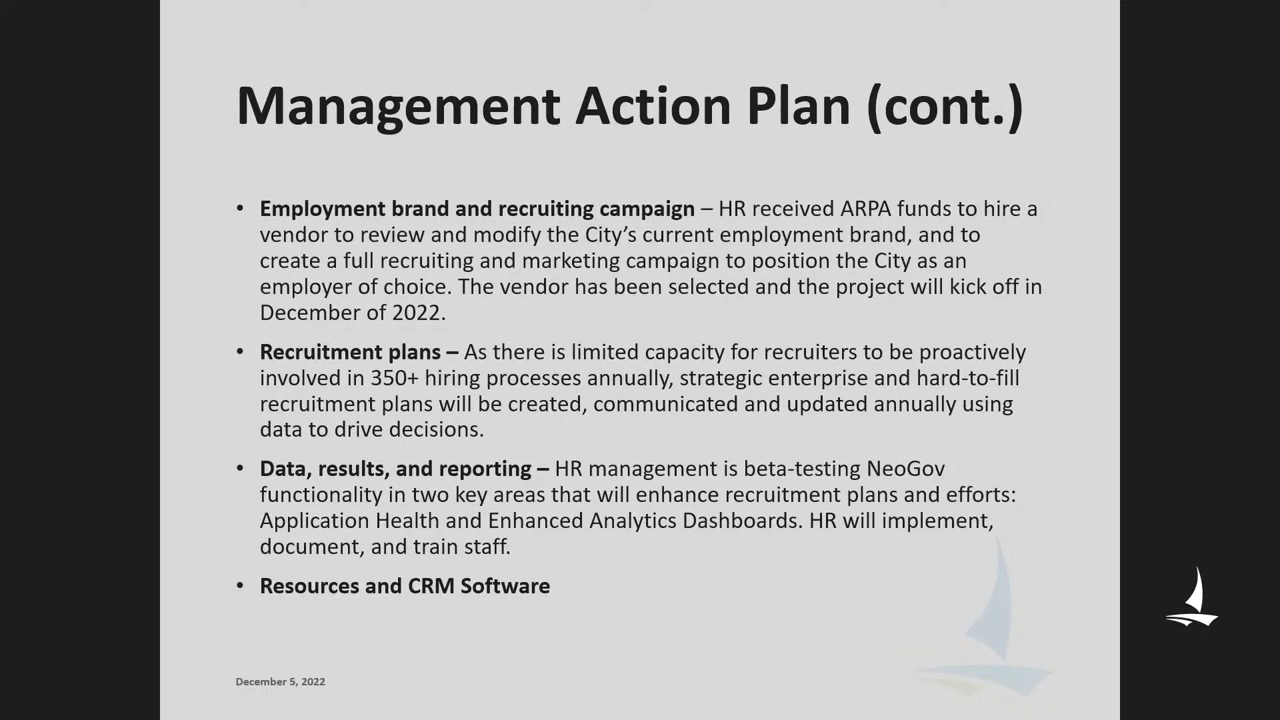 Management Action Plan (cont.)
• Employment brand and recruiting campaign – HR received ARPA funds to hire a
vendor to review and modify the City’s current employment brand, and to
create a full recruiting and marketing campaign to position the City as an
employer of choice. The vendor has been selected and the project will kick off in
December of 2022.
• Recruitment plans – As there is limited capacity for recruiters to be proactively
involved in 350+ hiring processes annually, strategic enterprise and hard-to-fill
recruitment plans will be created, communicated and updated annually using
data to drive decisions.
• Data, results, and reporting – HR management is beta-testing NeoGov
functionality in two key areas that will enhance recruitment plans and efforts:
Application Health and Enhanced Analytics Dashboards. HR will implement,
document, and train staff.
• Resources and CRM Software
December 5, 2022